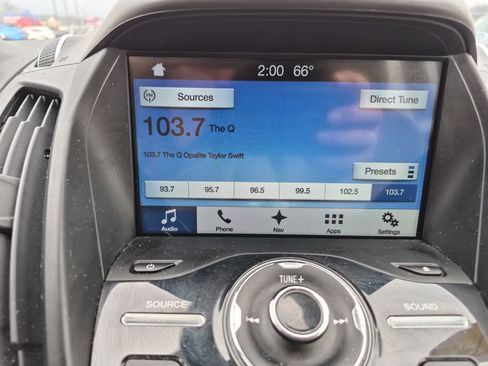 2:00 66°
FM Sources Direct Tune
103.7 The Q
103.7 The Q Opalite Taylor Swift
Presets
93.7 95.7 96.5 99.5 102.5 103.7
Audio Phone Nav Apps Settings
TUNE+
SOURCE SOUND